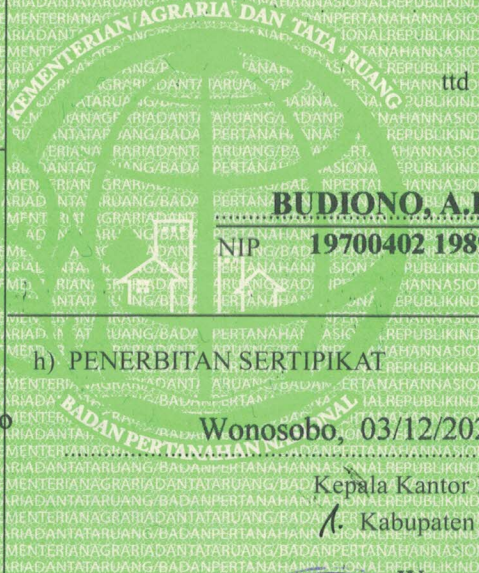 KEMENTERIAN AGRARIA DAN TATA RUANG
ttd
BUDIONO, A.
NIP 19700402 198
h) PENERBITAN SERTIPIKAT
BADAN PERTANAHAN NASIONAL
Wonosobo, 03/12/202
Kepala Kantor
Kabupaten